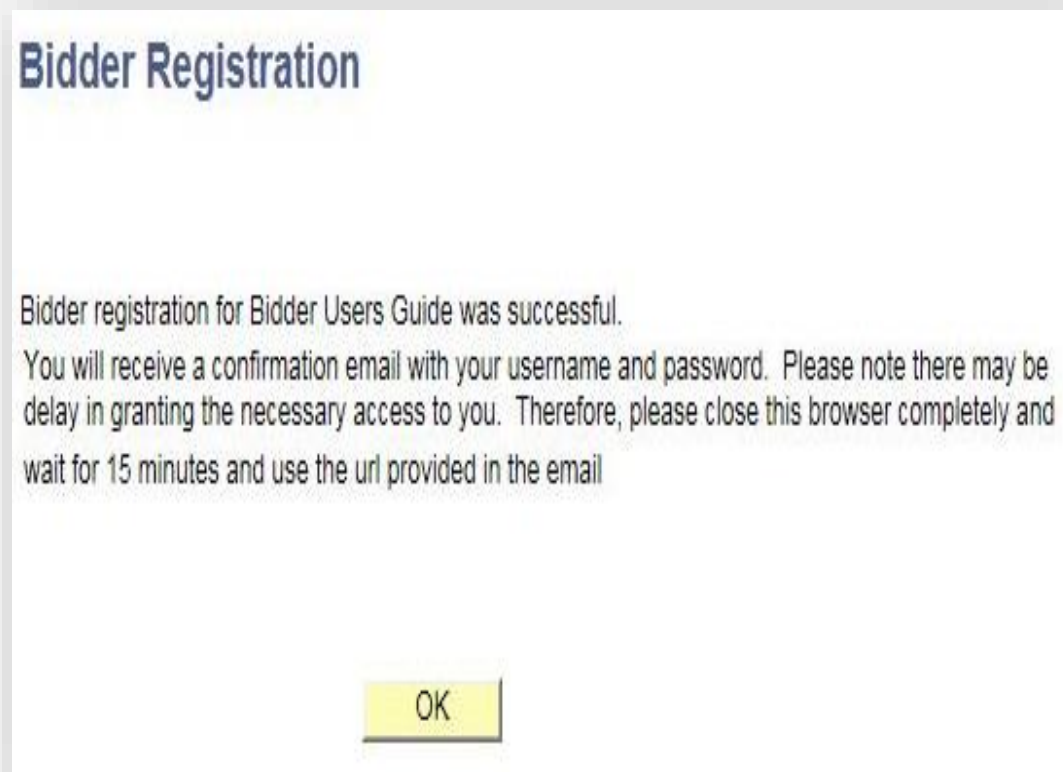 Bidder Registration
Bidder registration for Bidder Users Guide was successful.
You will receive a confirmation email with your username and password. Please note there may be
delay in granting the necessary access to you. Therefore, please close this browser completely and
wait for 15 minutes and use the url provided in the email
OK